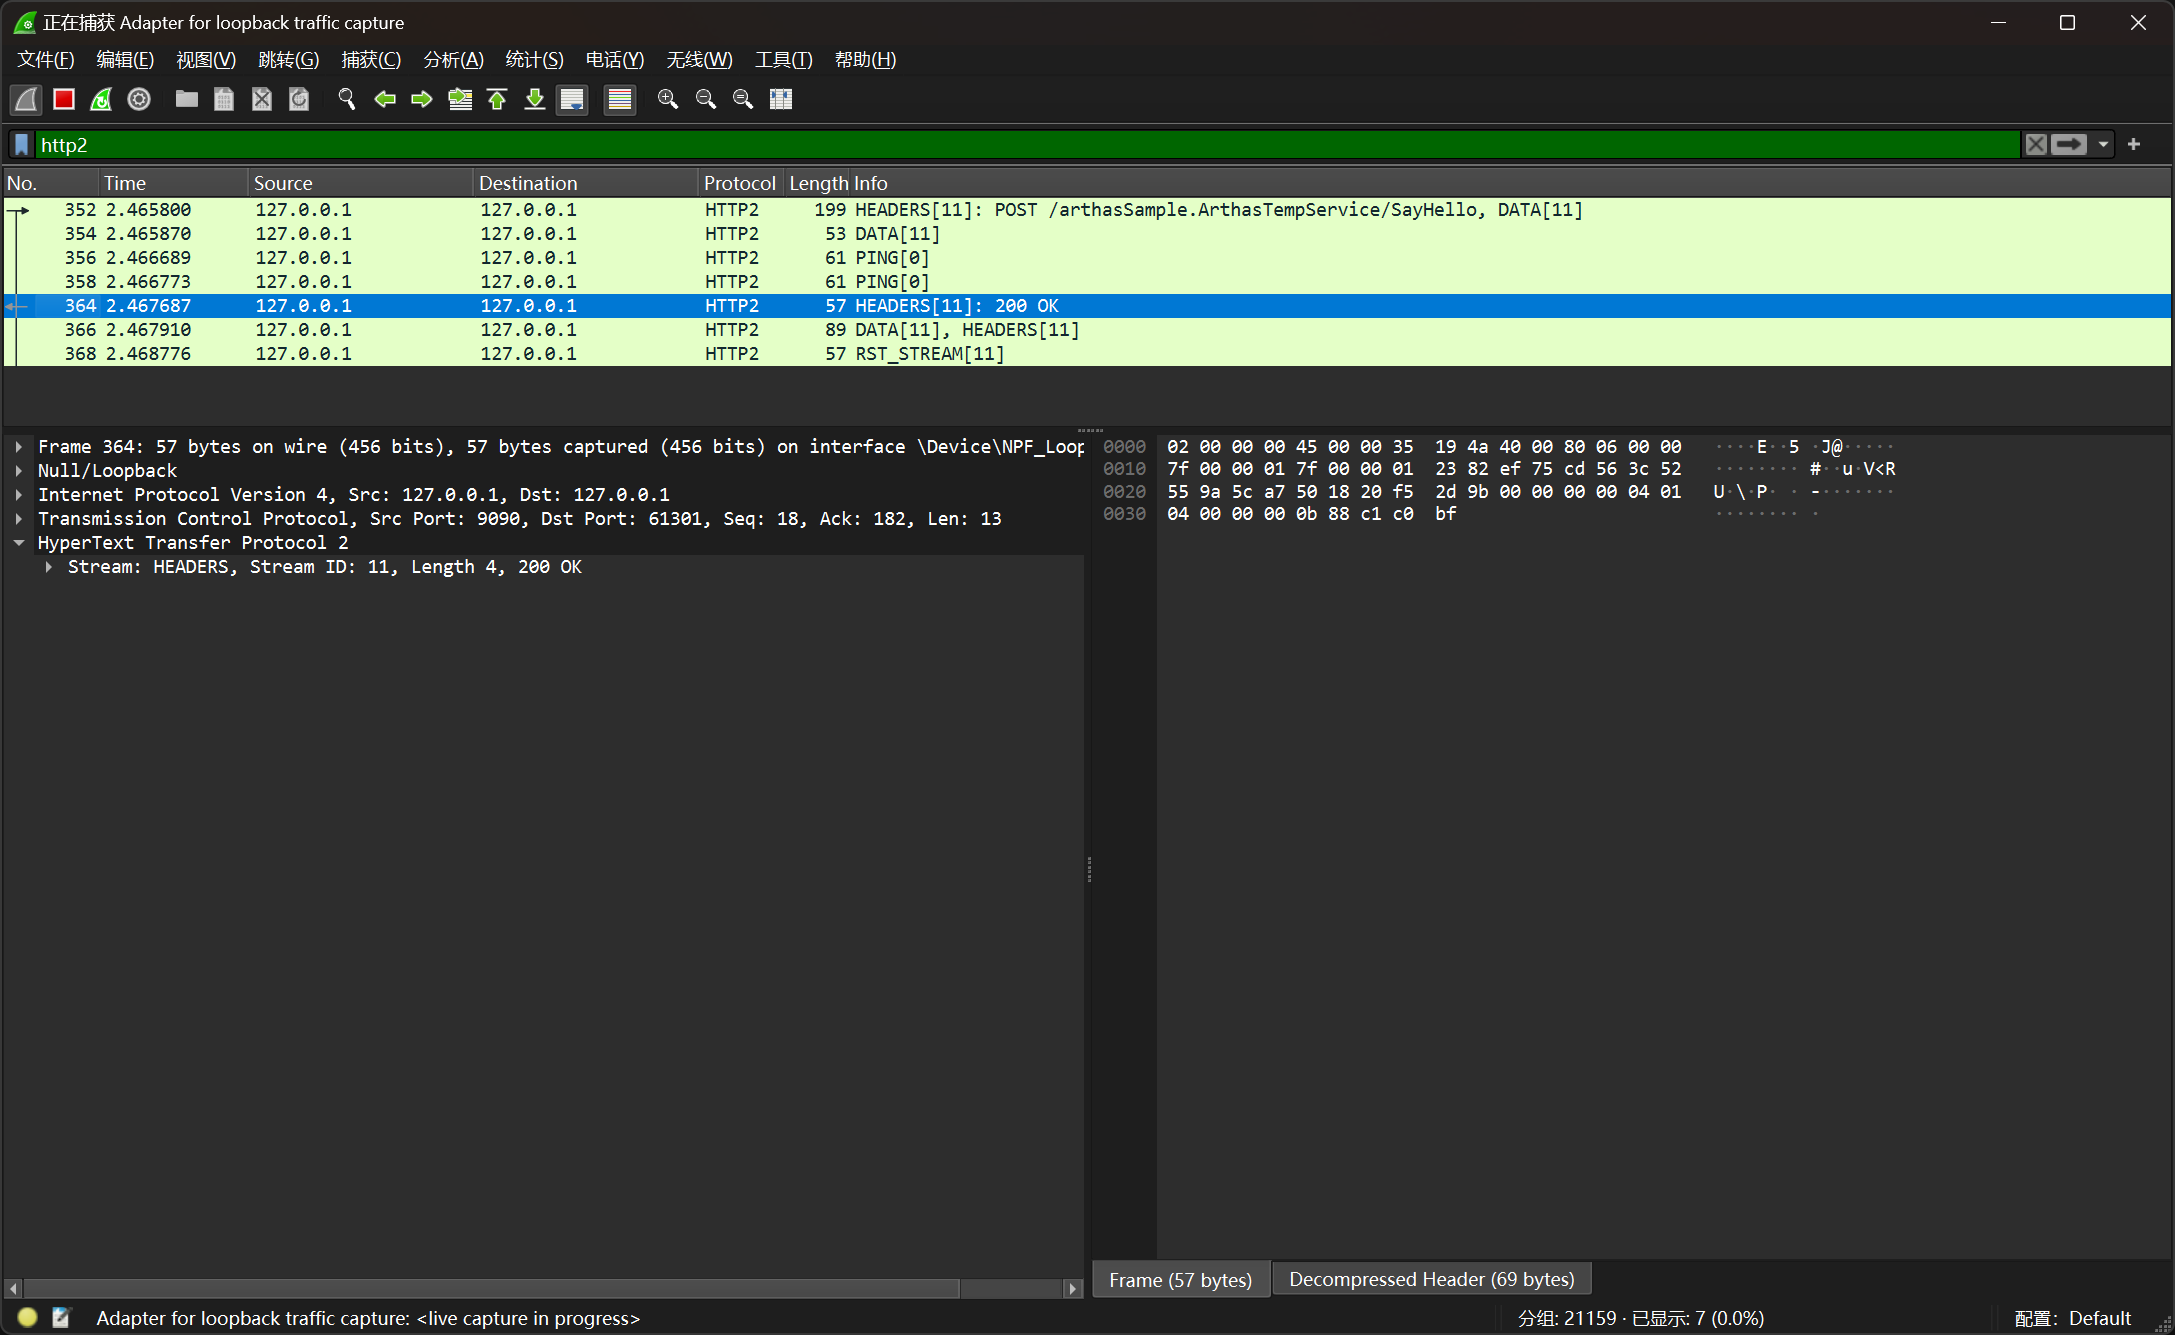 正在捕获 Adapter for loopback traffic capture
文件(F) 编辑(E) 视图(V) 跳转(G) 捕获(C) 分析(A) 统计(S) 电话(Y) 无线(W) 工具(T) 帮助(H)
http2
No. Time Source Destination Protocol Length Info
352 2.465800 127.0.0.1 127.0.0.1 HTTP2 199 HEADERS[11]: POST /arthasSample.ArthasTempService/SayHello, DATA[11]
354 2.465870 127.0.0.1 127.0.0.1 HTTP2 53 DATA[11]
356 2.466689 127.0.0.1 127.0.0.1 HTTP2 61 PING[0]
358 2.466773 127.0.0.1 127.0.0.1 HTTP2 61 PING[0]
364 2.467687 127.0.0.1 127.0.0.1 HTTP2 57 HEADERS[11]: 200 OK
366 2.467910 127.0.0.1 127.0.0.1 HTTP2 89 DATA[11], HEADERS[11]
368 2.468776 127.0.0.1 127.0.0.1 HTTP2 57 RST_STREAM[11]
Frame 364: 57 bytes on wire (456 bits), 57 bytes captured (456 bits) on interface \Device\NPF_Loop
Null/Loopback
Internet Protocol Version 4, Src: 127.0.0.1, Dst: 127.0.0.1
Transmission Control Protocol, Src Port: 9090, Dst Port: 61301, Seq: 18, Ack: 182, Len: 13
HyperText Transfer Protocol 2
Stream: HEADERS, Stream ID: 11, Length 4, 200 OK
0000 02 00 00 00 45 00 00 35 19 4a 40 00 80 06 00 00 ····E··5 ·J@·····
0010 7f 00 00 01 7f 00 00 01 23 82 ef 75 cd 56 3c 52 ········ #··u·V<R
0020 55 9a 5c a7 50 18 20 f5 2d 9b 00 00 00 00 04 01 U·\·P· · -·······
0030 04 00 00 00 0b 88 c1 c0 bf ········ ·
Frame (57 bytes) Decompressed Header (69 bytes)
Adapter for loopback traffic capture: <live capture in progress> 分组: 21159 · 已显示: 7 (0.0%) 配置: Default